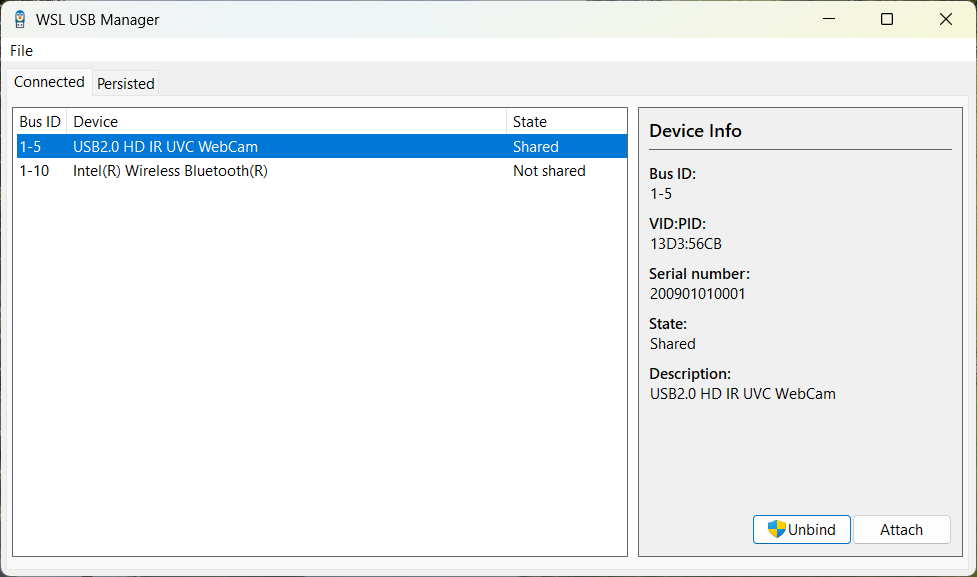 WSL USB Manager
File
Connected Persisted
Bus ID Device State
1-5 USB2.0 HD IR UVC WebCam Shared
1-10 Intel(R) Wireless Bluetooth(R) Not shared
Device Info
Bus ID:
1-5
VID:PID:
13D3:56CB
Serial number:
200901010001
State:
Shared
Description:
USB2.0 HD IR UVC WebCam
Unbind Attach